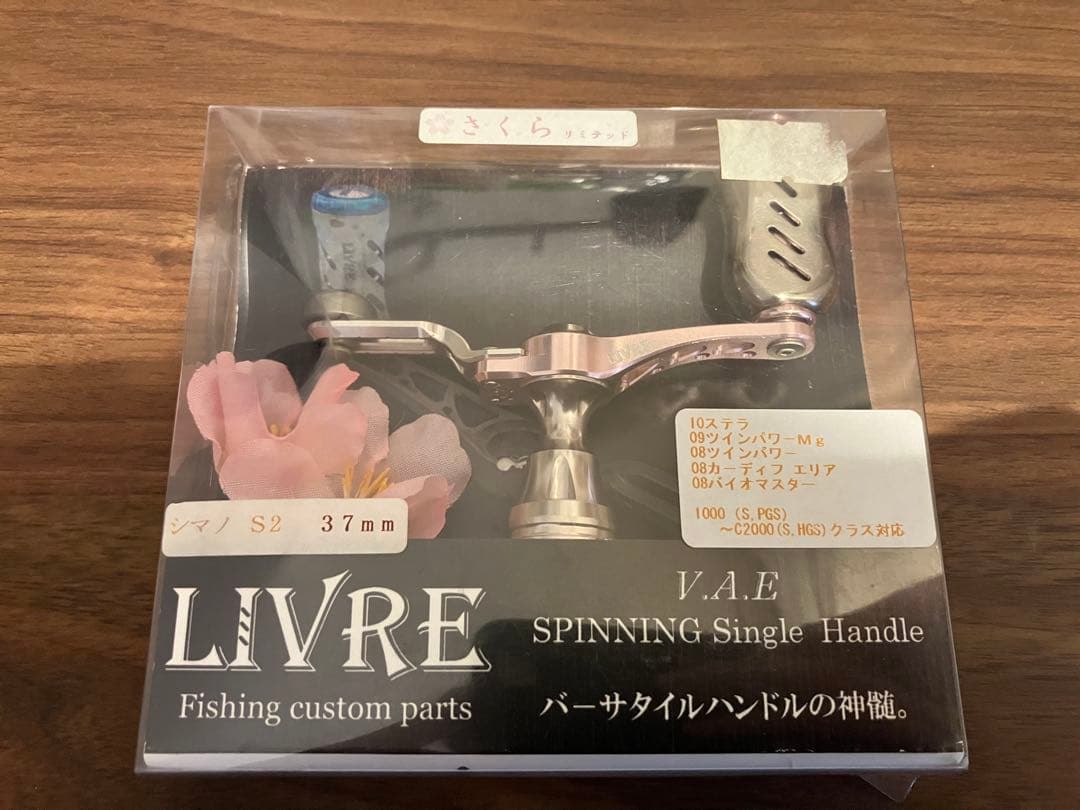 さくら リミテッド
LIVRE
LIVRE
10ステラ
09ツインパワーMg
08ツインパワー
08カーディフ エリア
08バイオマスター
1000 (S,PGS)
～C2000(S,HGS)クラス対応
シマノ S2 37mm
LIVRE
Fishing custom parts
V.A.E
SPINNING Single Handle
バーサタイルハンドルの神髄。